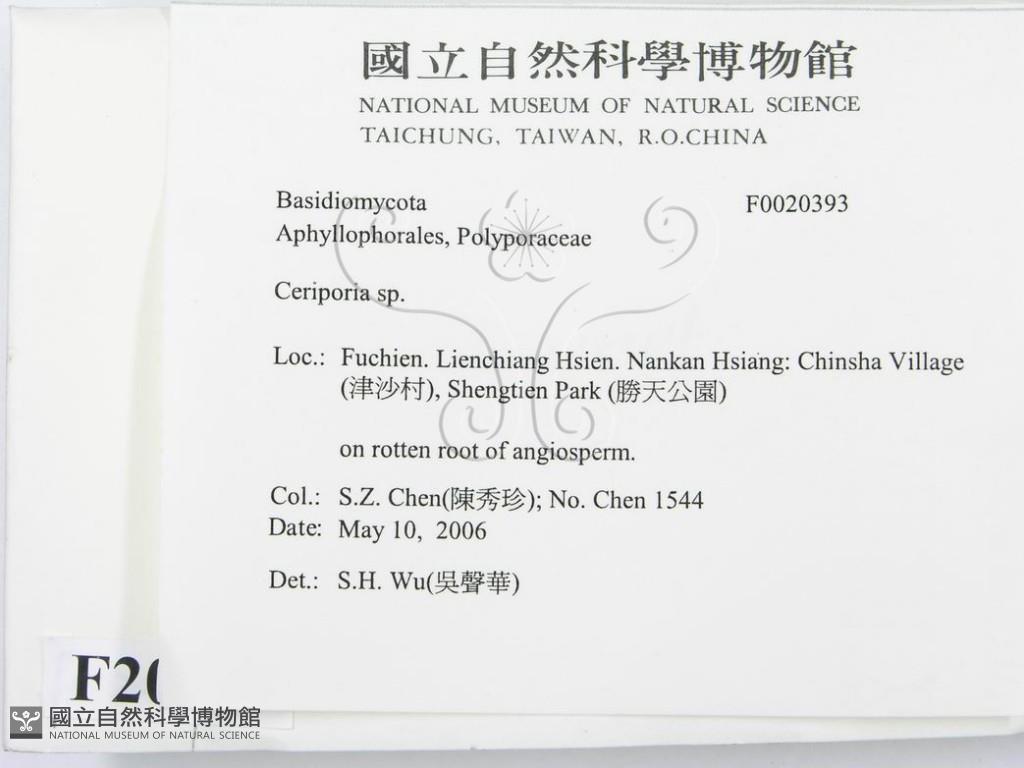 國立自然科學博物館
NATIONAL MUSEUM OF NATURAL SCIENCE
TAICHUNG, TAIWAN, R.O.CHINA
Basidiomycota F0020393
Aphyllophorales, Polyporaceae
Ceriporia sp.
Loc.: Fuchien. Lienchiang Hsien. Nankan Hsiang: Chinsha Village
(津沙村), Shengtien Park (勝天公園)
on rotten root of angiosperm.
Col.: S.Z. Chen(陳秀珍); No. Chen 1544
Date: May 10, 2006
Det.: S.H. Wu(吳聲華)
F20
國立自然科學博物館
NATIONAL MUSEUM OF NATURAL SCIENCE